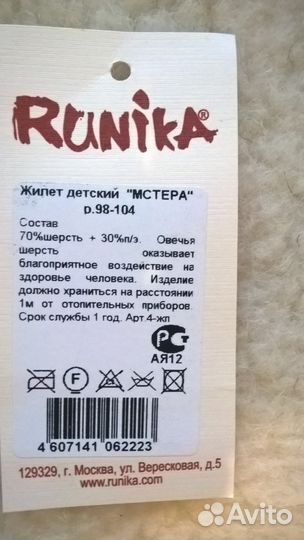 RUNIKA®
Жилет детский "МСТЕРА"
р.98-104
Состав
70%шерсть + 30%п/э. Овечья
шерсть оказывает
благоприятное воздействие на
здоровье человека. Изделие
должно храниться на расстоянии
1м от отопительных приборов.
Срок службы 1 год. Арт 4-жл
РСТ
АЯ12
F
4 607141 062223
129329, г. Москва, ул. Вересковая, д.5
www.runika.com
Avito